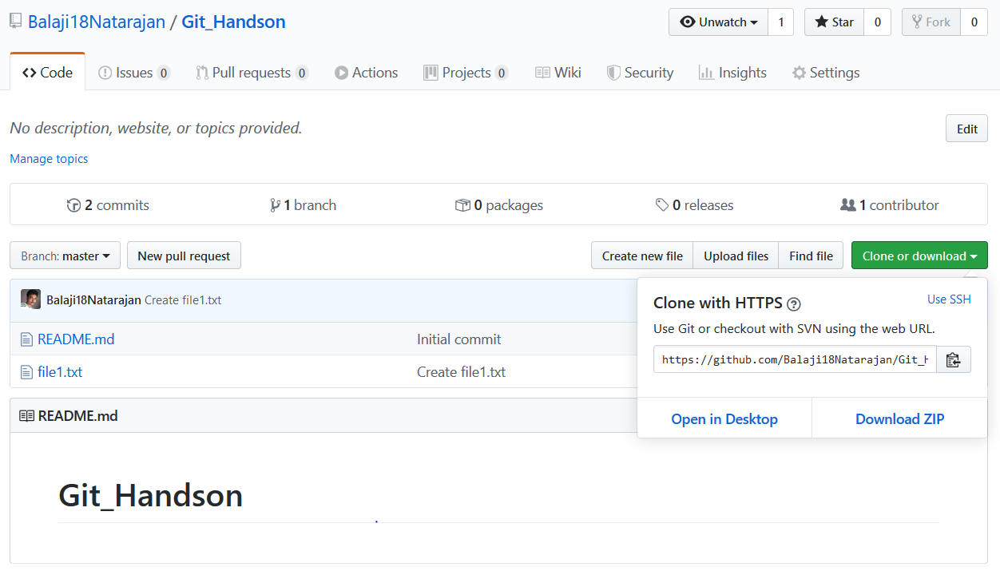 Balaji18Natarajan / Git_Handson
Unwatch 1 Star 0 Fork 0
Code Issues 0 Pull requests 0 Actions Projects 0 Wiki Security Insights Settings
No description, website, or topics provided.
Edit
Manage topics
2 commits 1 branch 0 packages 0 releases 1 contributor
Branch: master New pull request Create new file Upload files Find file Clone or download
Balaji18Natarajan Create file1.txt
README.md Initial commit
file1.txt Create file1.txt
Clone with HTTPS ?
Use SSH
Use Git or checkout with SVN using the web URL.
https://github.com/Balaji18Natarajan/Git_H
Open in Desktop Download ZIP
README.md
Git_Handson